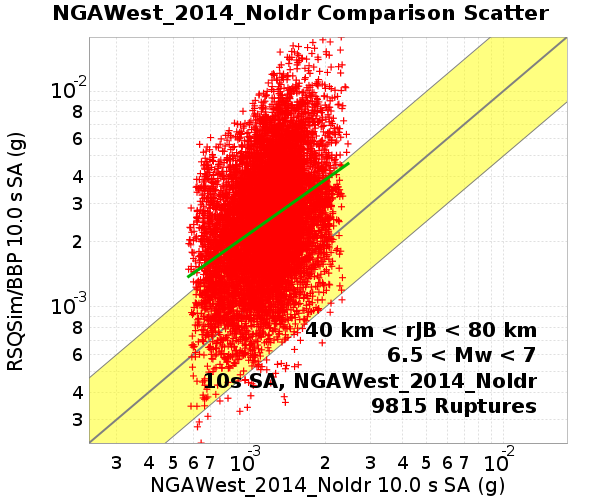 NGAWest_2014_NoIdr Comparison Scatter
RSQSim/BBP 10.0 s SA (g)
10-2
8
6
4
3
2
10-3
8
6
4
3
40 km < rJB < 80 km
6.5 < Mw < 7
10s SA, NGAWest_2014_NoIdr
9815 Ruptures
3 4 5 6 7 10-3 2 3 4 5 6 7 10-2
NGAWest_2014_NoIdr 10.0 s SA (g)